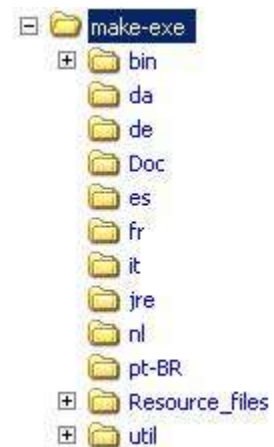 make-exe
bin
da
de
Doc
es
fr
it
jre
nl
pt-BR
Resource_files
util